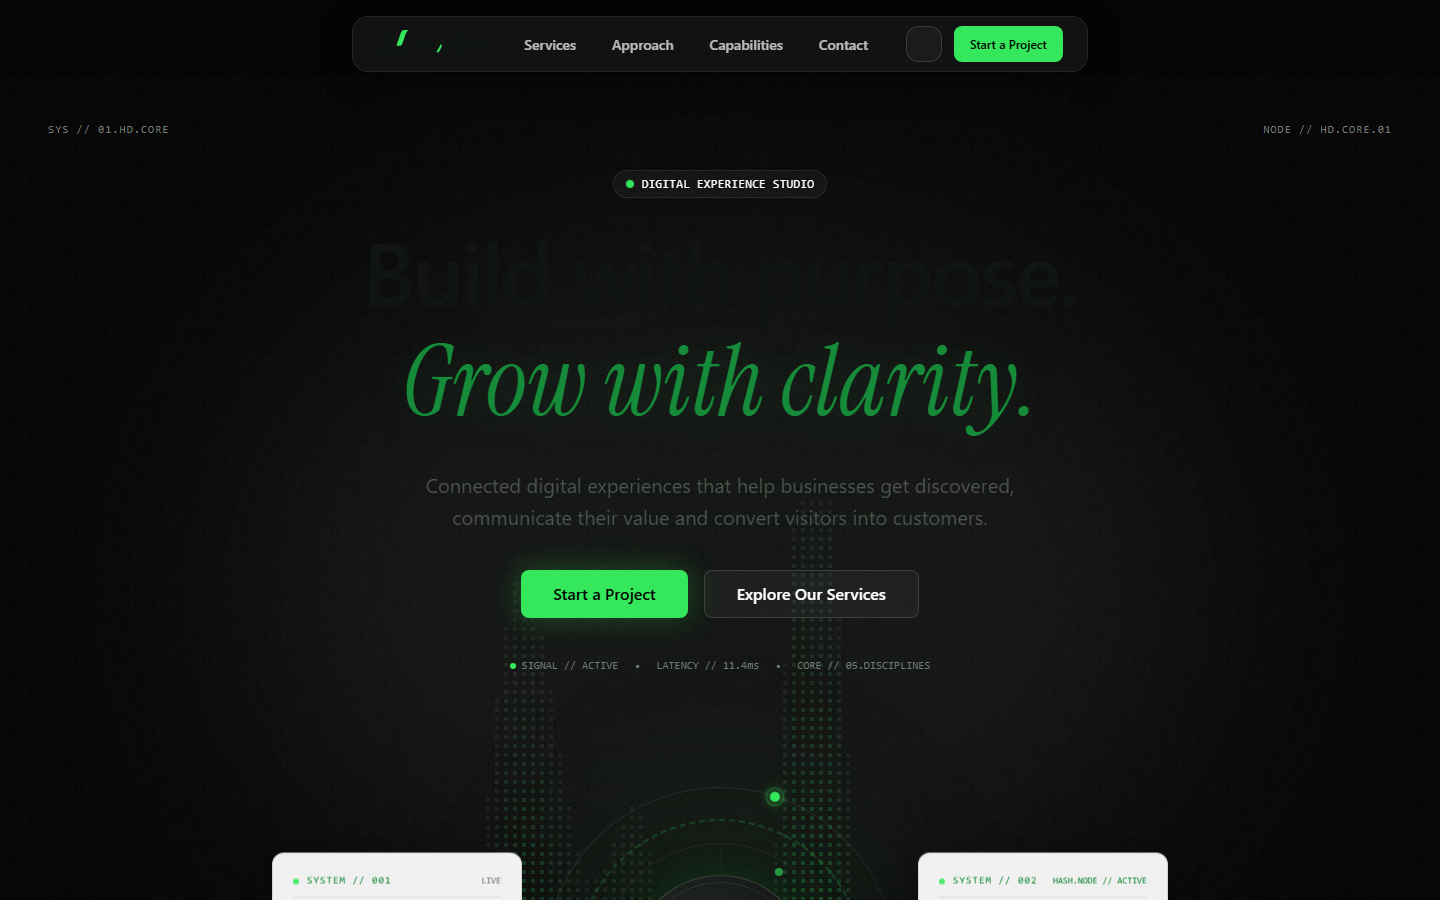 Services Approach Capabilities Contact Start a Project
SYS // 01.HD.CORE
NODE // HD.CORE.01
DIGITAL EXPERIENCE STUDIO
Build with purpose.
Grow with clarity.
Connected digital experiences that help businesses get discovered,
communicate their value and convert visitors into customers.
Start a Project
Explore Our Services
SIGNAL // ACTIVE • LATENCY // 11.4ms • CORE // 05.DISCIPLINES
SYSTEM // 001 LIVE
SYSTEM // 002 HASH.NODE // ACTIVE